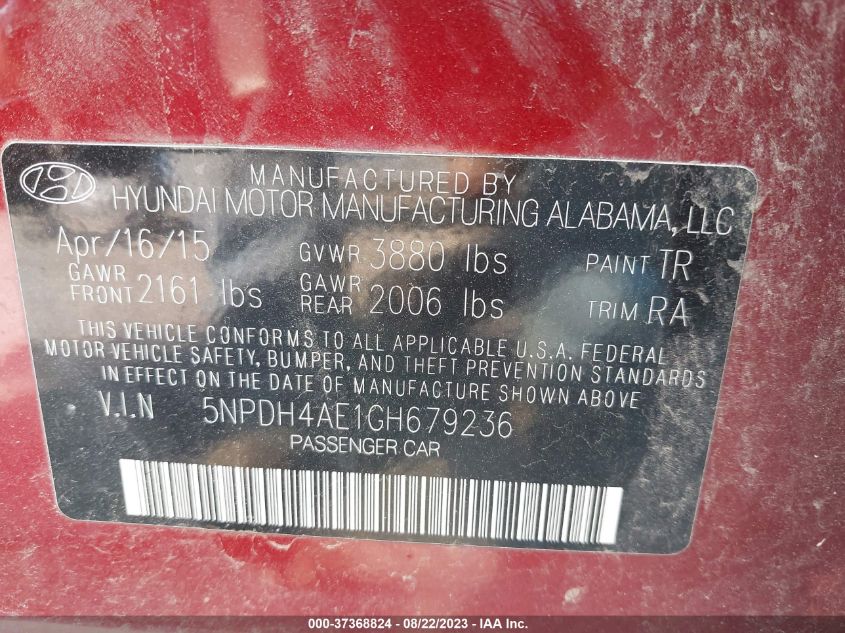 MANUFACTURED BY
HYUNDAI MOTOR MANUFACTURING ALABAMA, LLC
Apr/16/15 GVWR 3880 lbs PAINT TR
GAWR FRONT 2161 lbs GAWR REAR 2006 lbs TRIM RA
THIS VEHICLE CONFORMS TO ALL APPLICABLE U.S.A. FEDERAL
MOTOR VEHICLE SAFETY, BUMPER, AND THEFT PREVENTION STANDARDS
IN EFFECT ON THE DATE OF MANUFACTURE SHOWN ABOVE
V.I.N 5NPDH4AE1GH679236
PASSENGER CAR
000-37368824 - 08/22/2023 - Copyright © IAA, Inc.